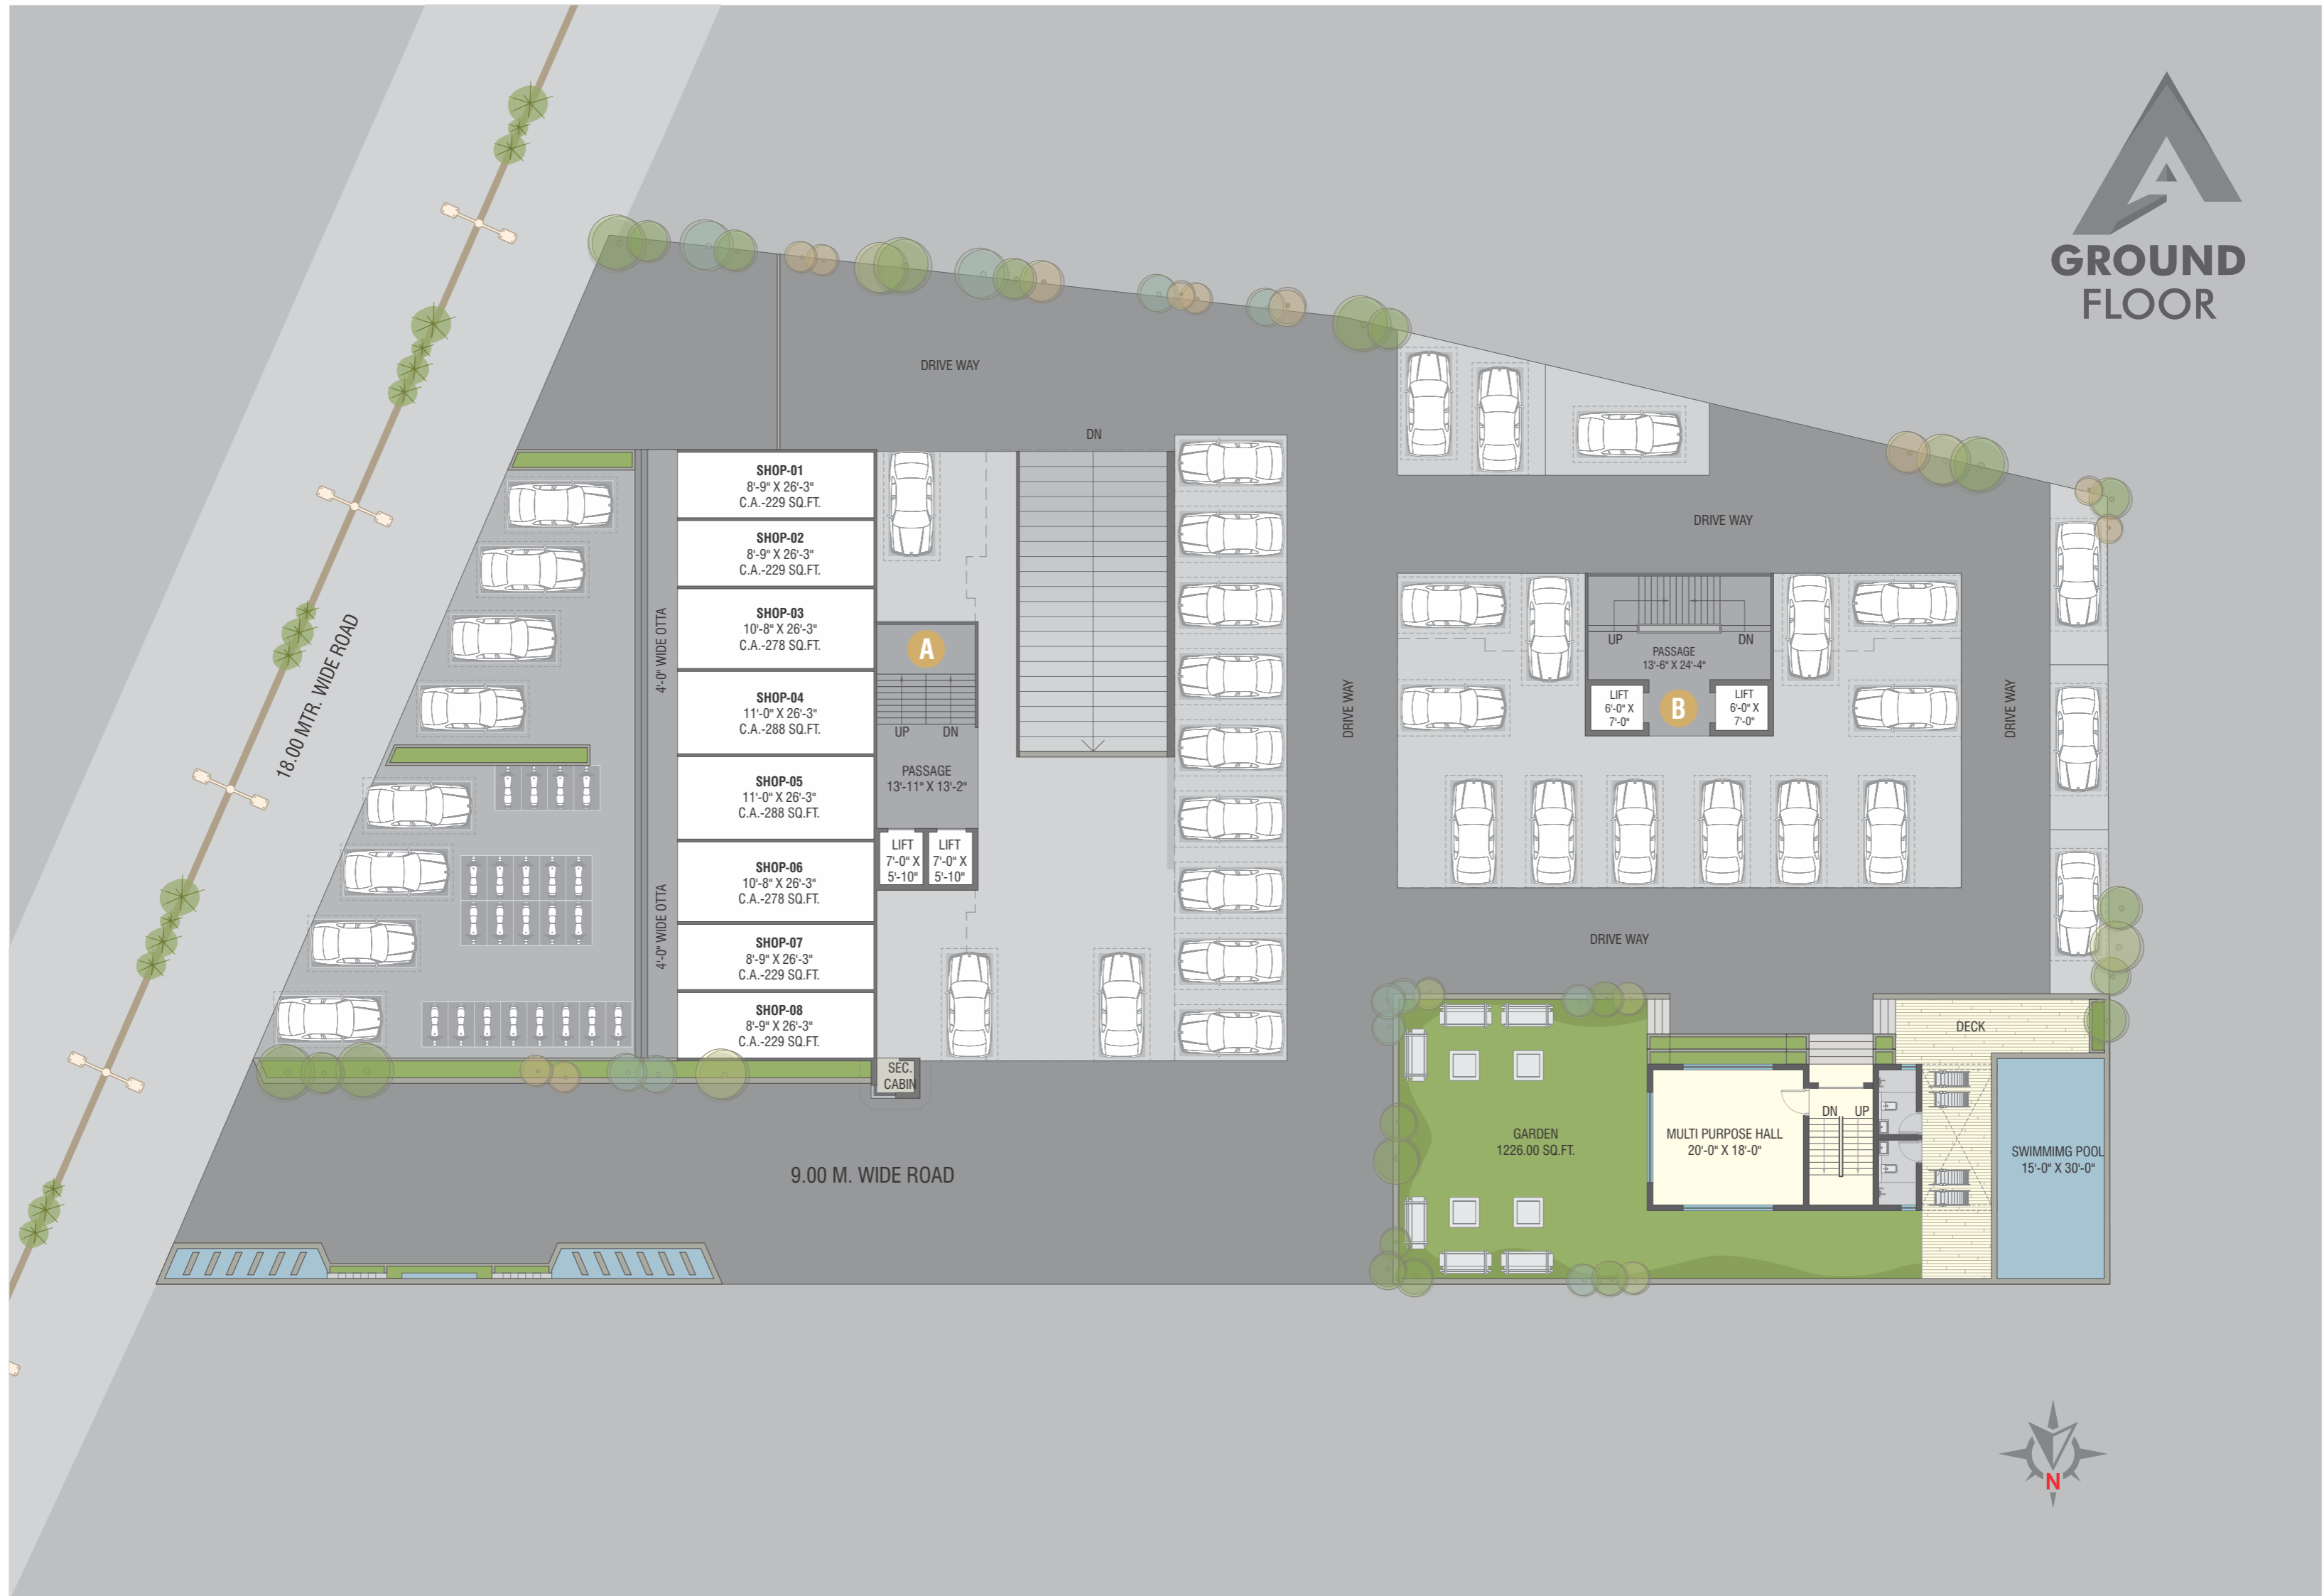 GROUND
FLOOR
DRIVE WAY
DN
SHOP-01
8'-9" X 26'-3"
C.A.-229 SQ.FT.
SHOP-02
8'-9" X 26'-3"
C.A.-229 SQ.FT.
SHOP-03
10'-8" X 26'-3"
C.A.-278 SQ.FT.
SHOP-04
11'-0" X 26'-3"
C.A.-288 SQ.FT.
SHOP-05
11'-0" X 26'-3"
C.A.-288 SQ.FT.
SHOP-06
10'-8" X 26'-3"
C.A.-278 SQ.FT.
SHOP-07
8'-9" X 26'-3"
C.A.-229 SQ.FT.
SHOP-08
8'-9" X 26'-3"
C.A.-229 SQ.FT.
4'-0" WIDE OTTA
4'-0" WIDE OTTA
18.00 MTR. WIDE ROAD
A
UP DN
PASSAGE
13'-11" X 13'-2"
LIFT
7'-0" X
5'-10"
LIFT
7'-0" X
5'-10"
SEC.
CABIN
9.00 M. WIDE ROAD
DRIVE WAY
DRIVE WAY
UP DN
PASSAGE
13'-6" X 24'-4"
LIFT
6'-0" X
7'-0"
B
LIFT
6'-0" X
7'-0"
DRIVE WAY
DRIVE WAY
DECK
GARDEN
1226.00 SQ.FT.
MULTI PURPOSE HALL
20'-0" X 18'-0"
DN UP
SWIMMIMG POOL
15'-0" X 30'-0"
N